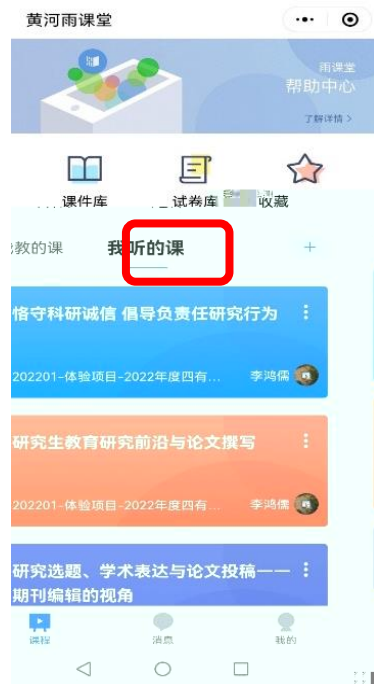 黄河雨课堂
雨课堂
帮助中心
了解详情 >
课件库 试卷库 收藏
教的课 我听的课 +
恪守科研诚信 倡导负责任研究行为
202201-体验项目-2022年度四有... 李鸿儒
研究生教育研究前沿与论文撰写
202201-体验项目-2022年度四有... 李鸿儒
研究选题、学术表达与论文投稿——
期刊编辑的视角
课程 消息 我的